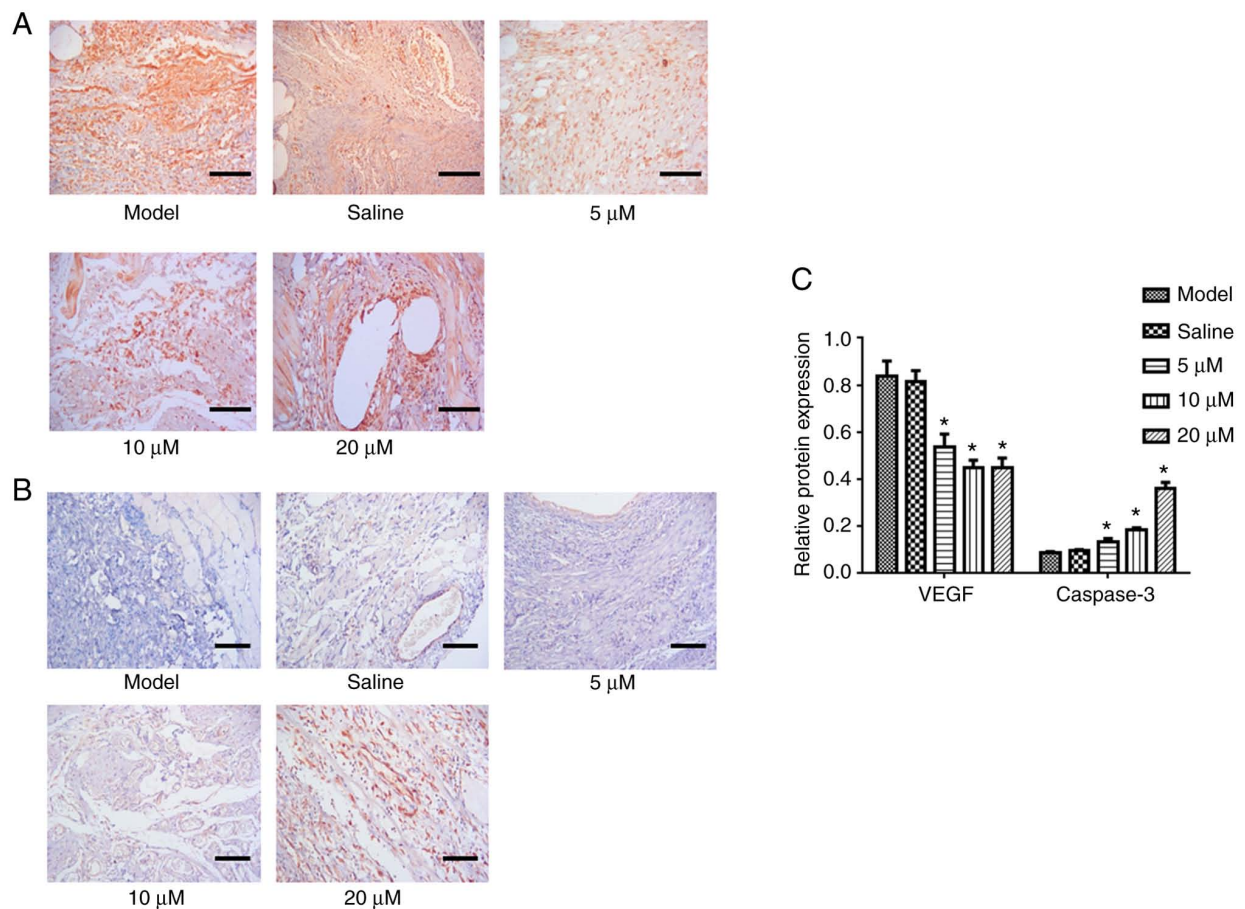 A
Model Saline 5 μM
10 μM 20 μM
B
Model Saline 5 μM
10 μM 20 μM
C
Model
Saline
5 μM
10 μM
20 μM
Relative protein expression
1.0
0.8
0.6
0.4
0.2
0.0
* * *
* * *
VEGF Caspase-3